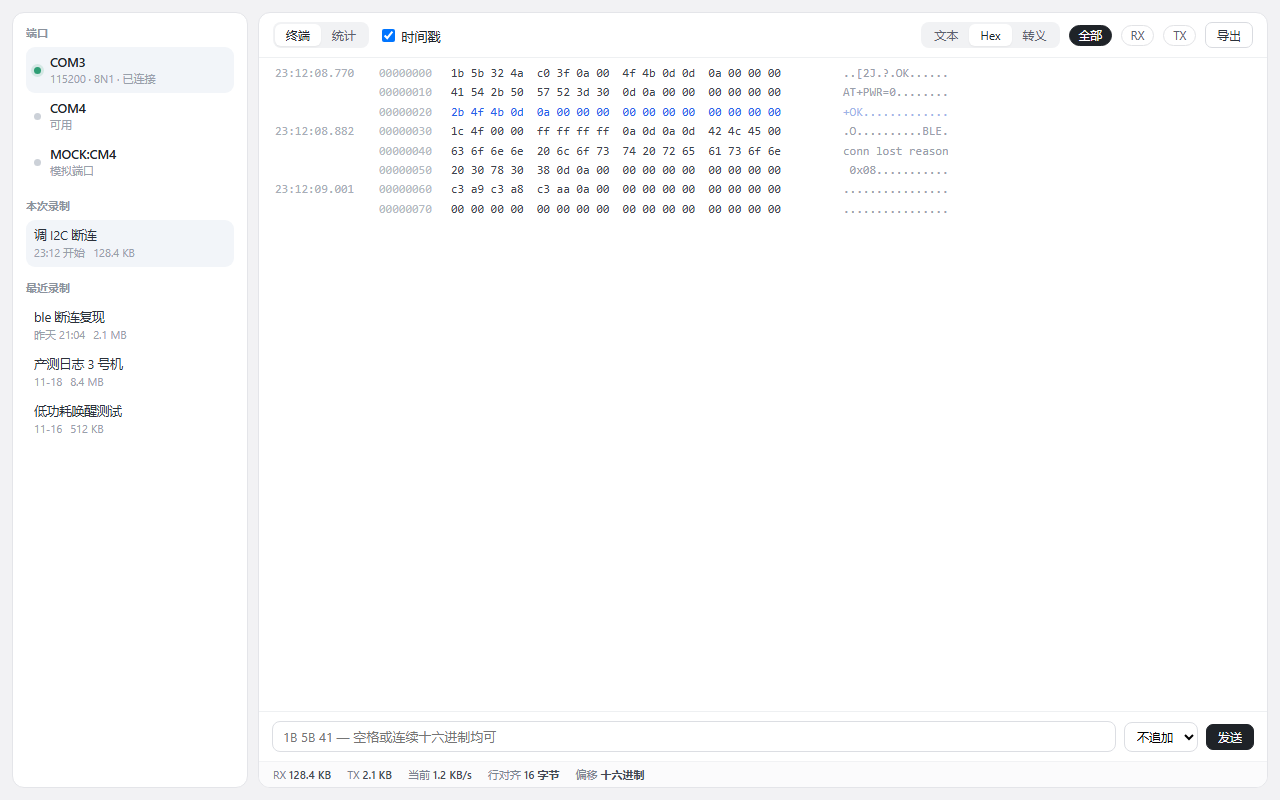 端口
COM3
115200 · 8N1 · 已连接
COM4
可用
MOCK:CM4
模拟端口
本次录制
调 I2C 断连
23:12 开始 128.4 KB
最近录制
ble 断连复现
昨天 21:04 2.1 MB
产测日志 3 号机
11-18 8.4 MB
低功耗唤醒测试
11-16 512 KB
终端 统计 时间戳 文本 Hex 转义 全部 RX TX 导出
23:12:08.770 00000000 1b 5b 32 4a c0 3f 0a 00 4f 4b 0d 0d 0a 00 00 00 ..[2J.?.OK......
00000010 41 54 2b 50 57 52 3d 30 0d 0a 00 00 00 00 00 00 AT+PWR=0........
00000020 2b 4f 4b 0d 0a 00 00 00 00 00 00 00 00 00 00 00 +OK.............
23:12:08.882 00000030 1c 4f 00 00 ff ff ff ff 0a 0d 0a 0d 42 4c 45 00 .O..........BLE.
00000040 63 6f 6e 6e 20 6c 6f 73 74 20 72 65 61 73 6f 6e conn lost reason
00000050 20 30 78 30 38 0d 0a 00 00 00 00 00 00 00 00 00 0x08...........
23:12:09.001 00000060 c3 a9 c3 a8 c3 aa 0a 00 00 00 00 00 00 00 00 00 ................
00000070 00 00 00 00 00 00 00 00 00 00 00 00 00 00 00 00 ................
1B 5B 41 — 空格或连续十六进制均可 不追加 发送
RX 128.4 KB TX 2.1 KB 当前 1.2 KB/s 行对齐 16 字节 偏移 十六进制